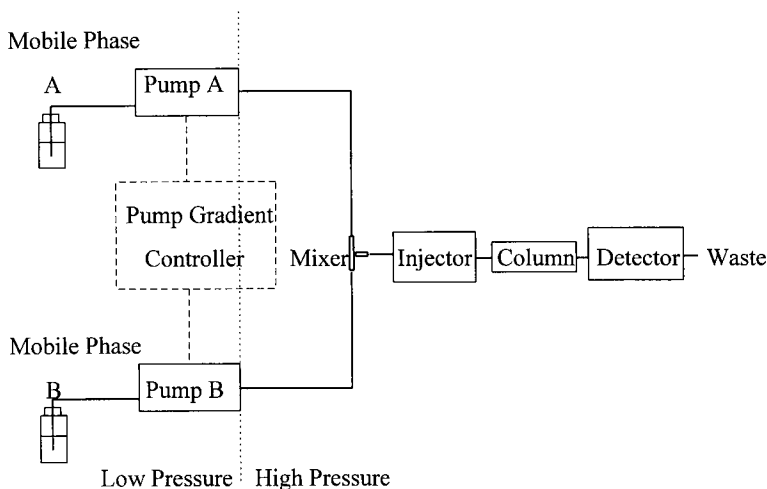 Mobile Phase
A
Pump A
Pump Gradient
Controller
Mixer
Injector
Column
Detector
Waste
Mobile Phase
B
Pump B
Low Pressure
High Pressure